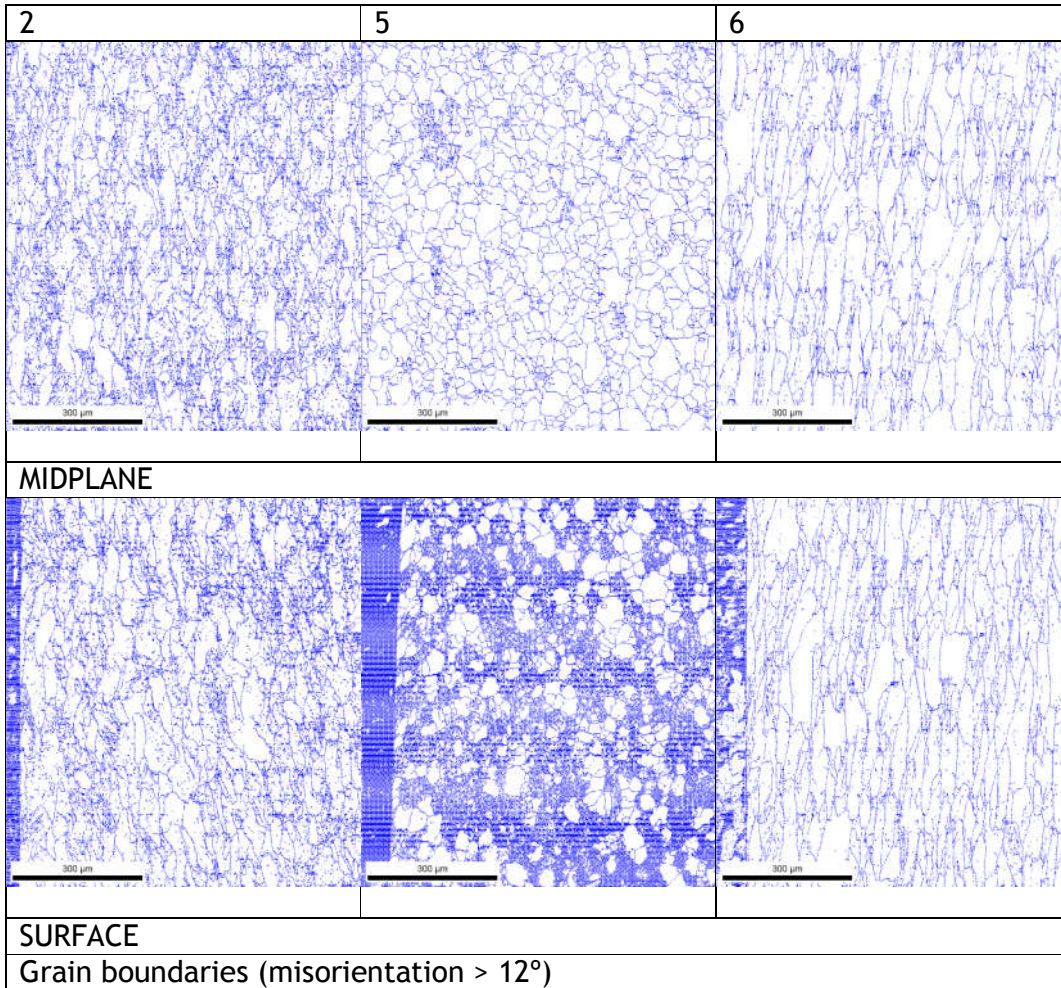 2 5 6
300 µm 300 µm 300 µm
MIDPLANE
300 µm 300 µm 300 µm
SURFACE
Grain boundaries (misorientation > 12º)